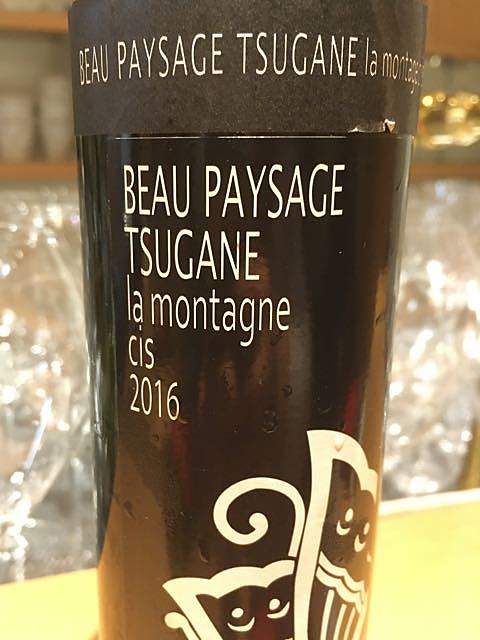 BEAU PAYSAGE TSUGANE la montagne
BEAU PAYSAGE
TSUGANE
la montagne
cis
2016